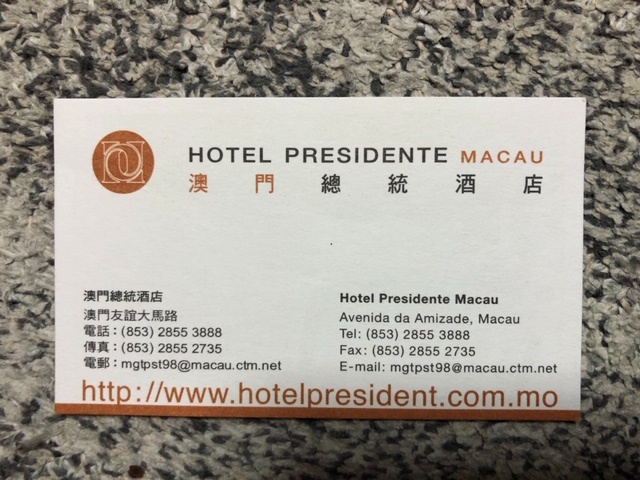 HOTEL PRESIDENTE MACAU
澳門總統酒店
澳門總統酒店
澳門友誼大馬路
電話：(853) 2855 3888
傳真：(853) 2855 2735
電郵：mgtpst98@macau.ctm.net
Hotel Presidente Macau
Avenida da Amizade, Macau
Tel: (853) 2855 3888
Fax: (853) 2855 2735
E-mail: mgtpst98@macau.ctm.net
http://www.hotelpresident.com.mo